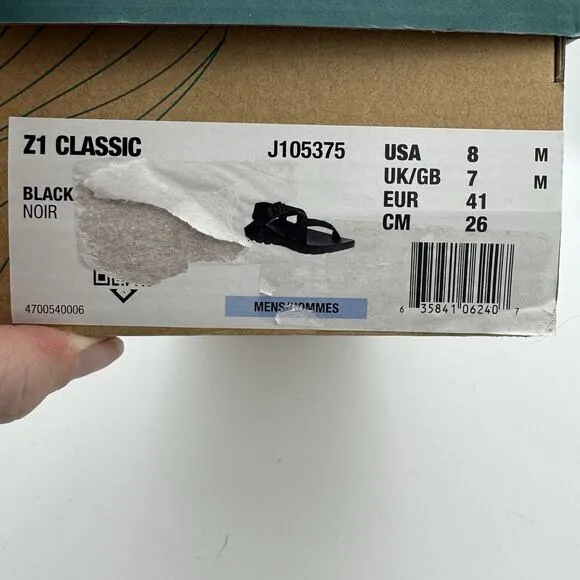 Z1 CLASSIC J105375
BLACK
NOIR
4700540006
MENS/HOMMES
USA 8 M
UK/GB 7 M
EUR 41
CM 26
6 35841 06240 7